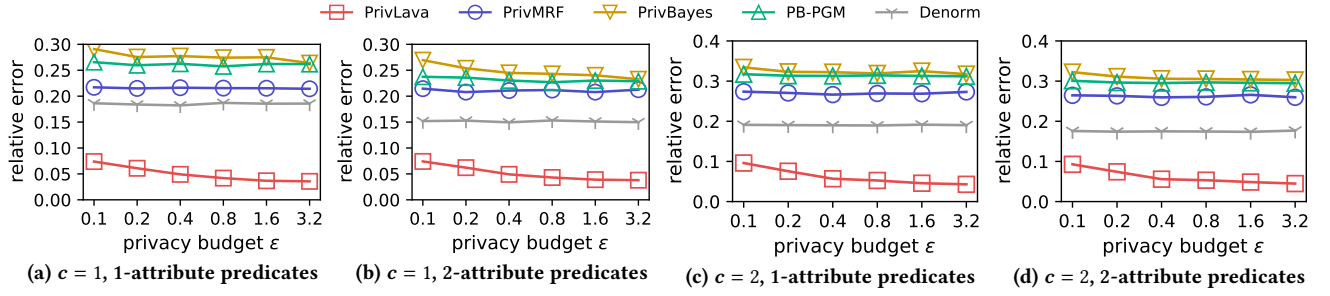 PrivLava PrivMRF PrivBayes PB-PGM Denorm
relative error
0.30
0.25
0.20
0.15
0.10
0.05
0.00
0.1 0.2 0.4 0.8 1.6 3.2
privacy budget ε
(a) c = 1, 1-attribute predicates
relative error
0.30
0.25
0.20
0.15
0.10
0.05
0.00
0.1 0.2 0.4 0.8 1.6 3.2
privacy budget ε
(b) c = 1, 2-attribute predicates
relative error
0.4
0.3
0.2
0.1
0.0
0.1 0.2 0.4 0.8 1.6 3.2
privacy budget ε
(c) c = 2, 1-attribute predicates
relative error
0.4
0.3
0.2
0.1
0.0
0.1 0.2 0.4 0.8 1.6 3.2
privacy budget ε
(d) c = 2, 2-attribute predicates